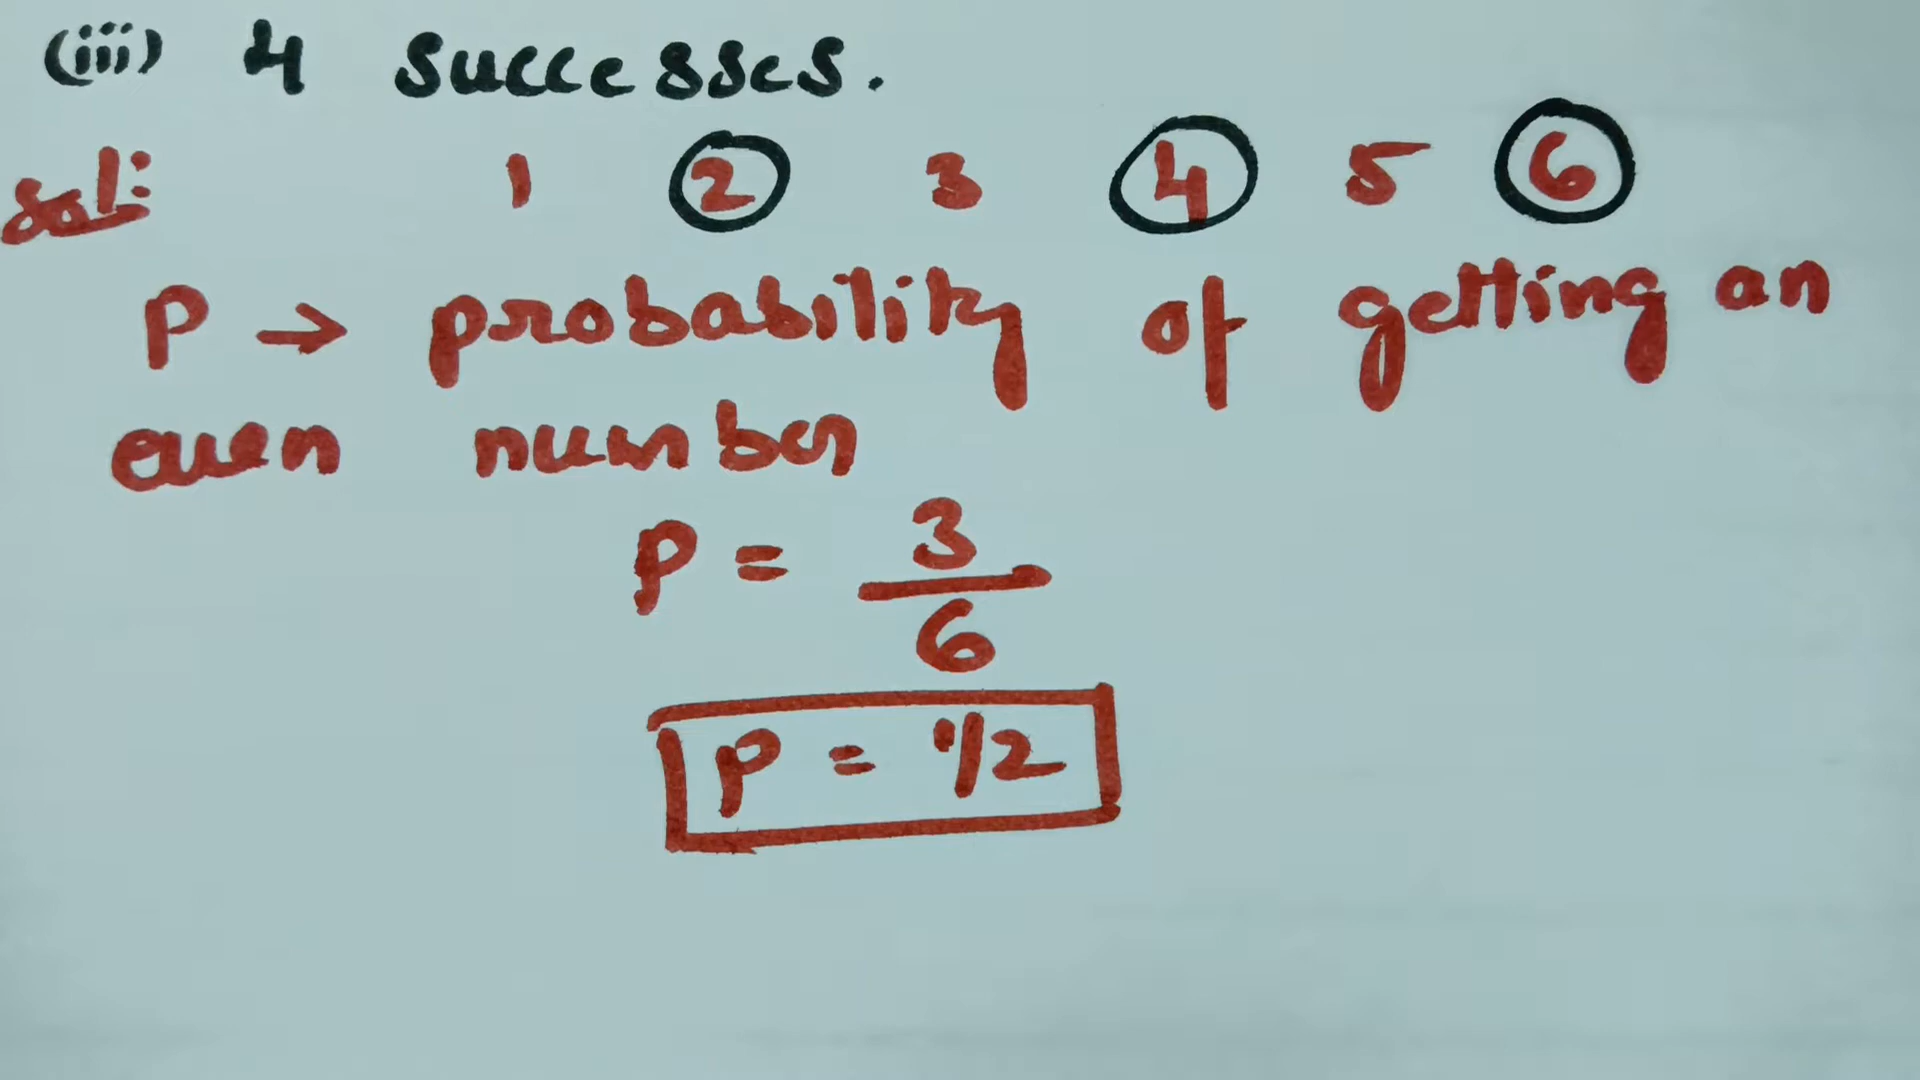 (iii) 4 successes.
Sol: 1 2 3 4 5 6
P → probability of getting an
even number
P = 3/6
P = 1/2